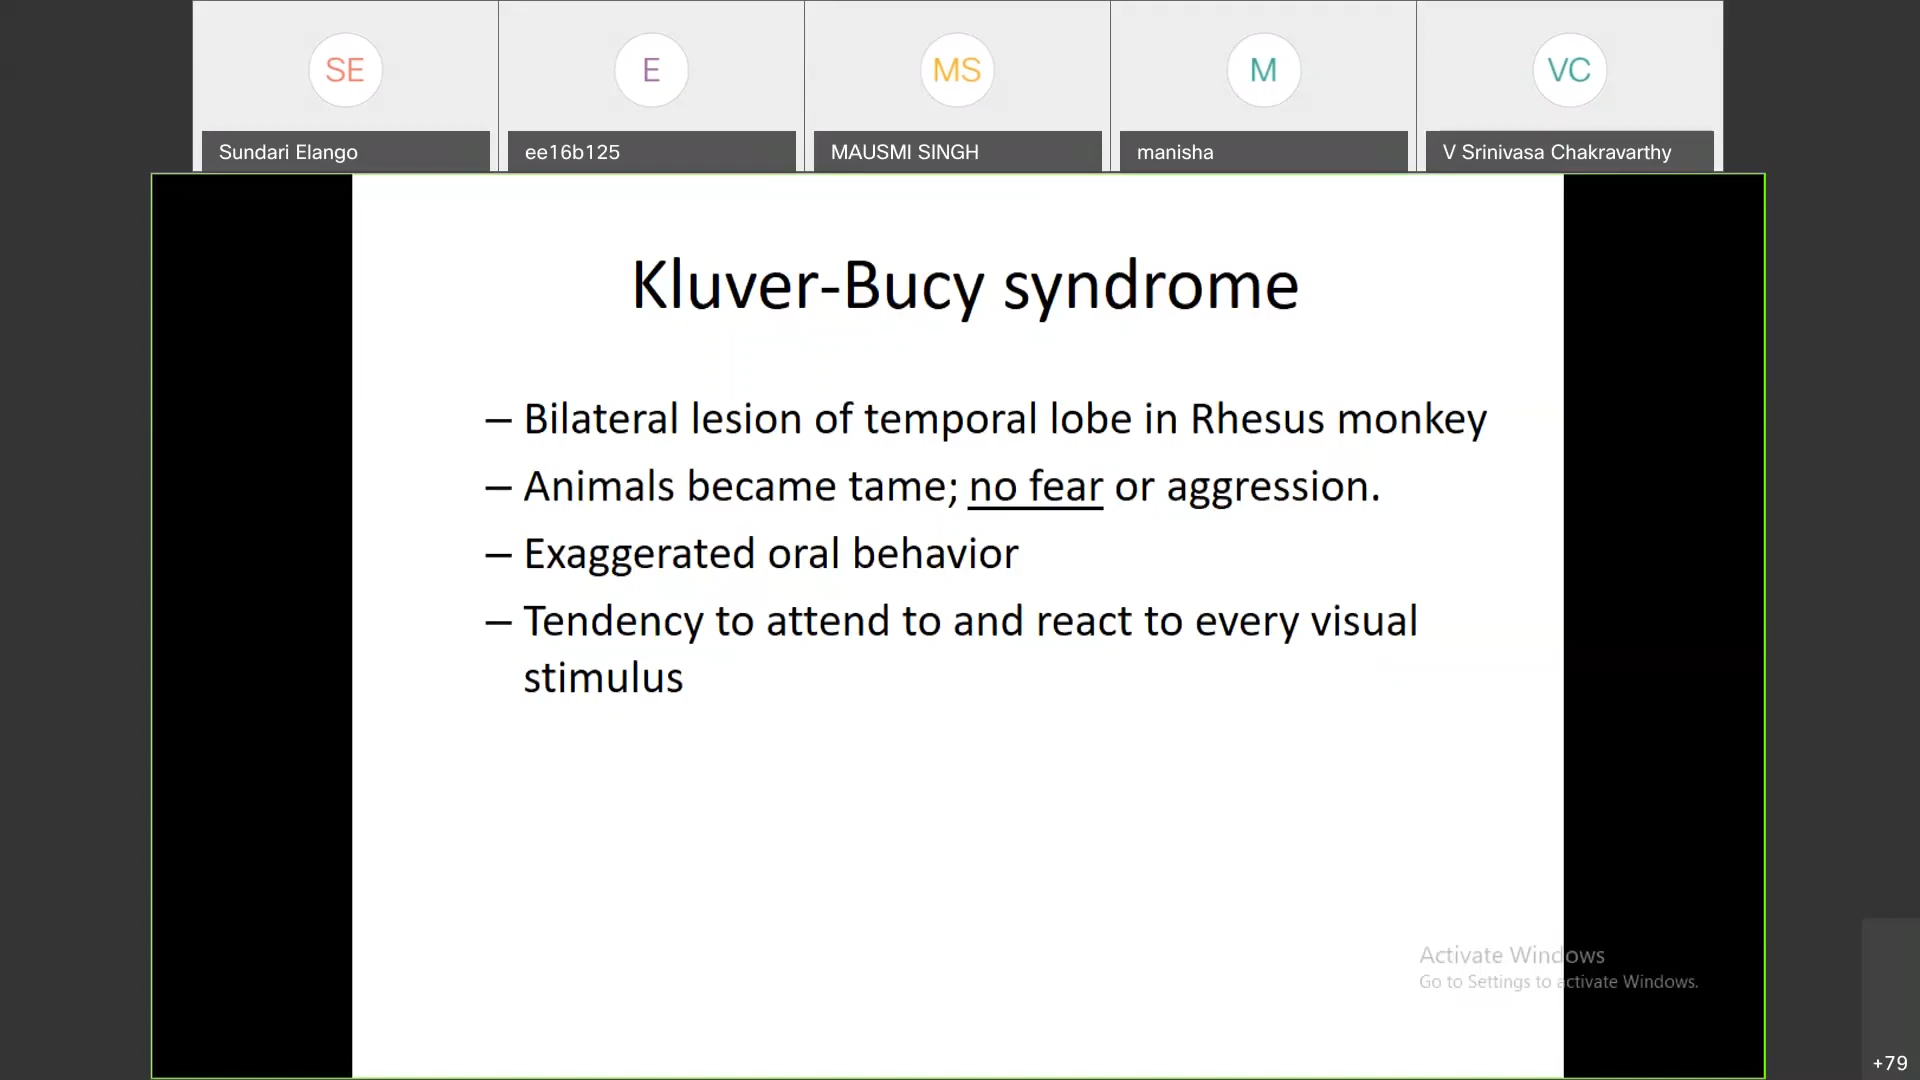 SE
E
MS
M
VC
Sundari Elango
ee16b125
MAUSMI SINGH
manisha
V Srinivasa Chakravarthy
Kluver-Bucy syndrome
– Bilateral lesion of temporal lobe in Rhesus monkey
– Animals became tame; no fear or aggression.
– Exaggerated oral behavior
– Tendency to attend to and react to every visual
stimulus
Activate Windows
Go to Settings to activate Windows.
+79